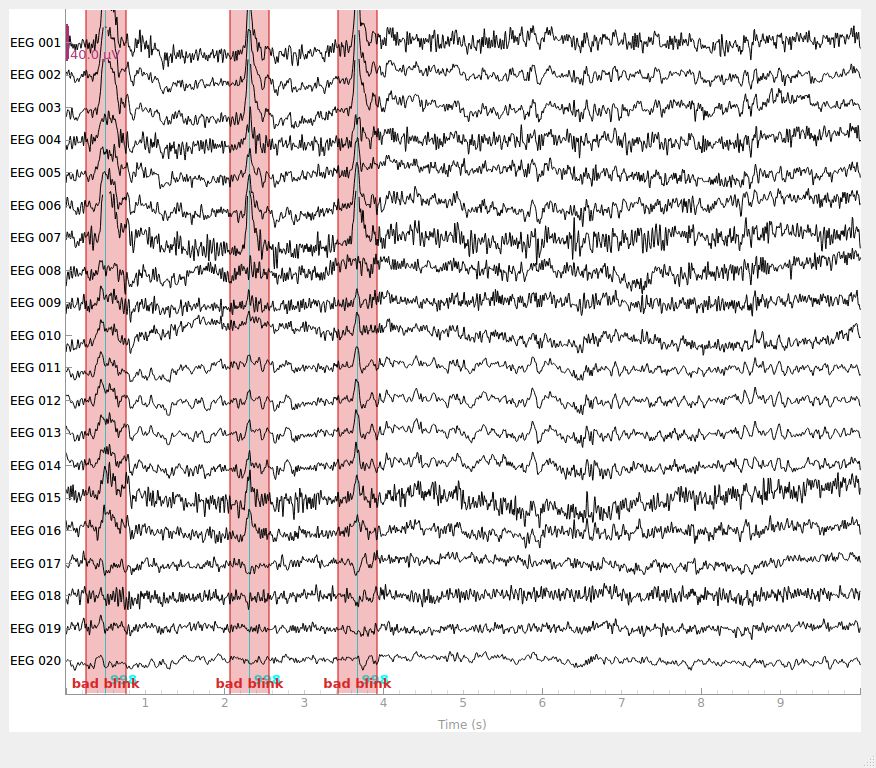 EEG 001
40.0 µV
EEG 002
EEG 003
EEG 004
EEG 005
EEG 006
EEG 007
EEG 008
EEG 009
EEG 010
EEG 011
EEG 012
EEG 013
EEG 014
EEG 015
EEG 016
EEG 017
EEG 018
EEG 019
EEG 020
998 998 998
bad blink bad blink bad blink
1 2 3 4 5 6 7 8 9
Time (s)